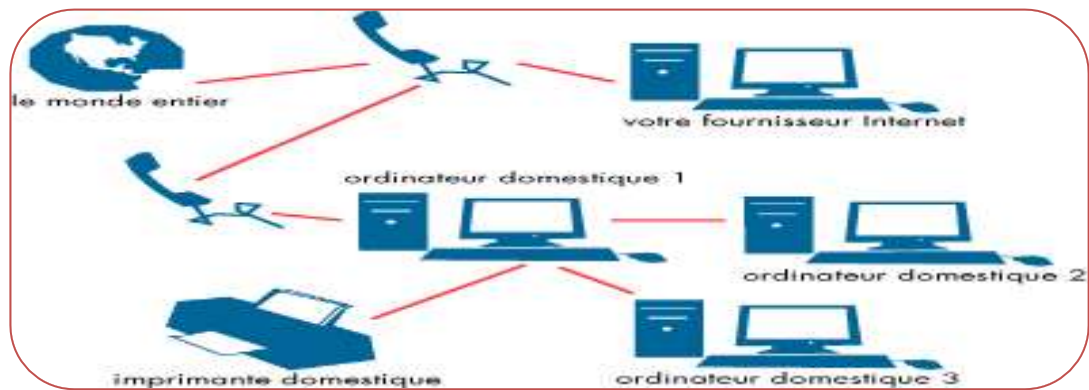 le monde entier
votre fournisseur Internet
ordinateur domestique 1
ordinateur domestique 2
imprimante domestique
ordinateur domestique 3